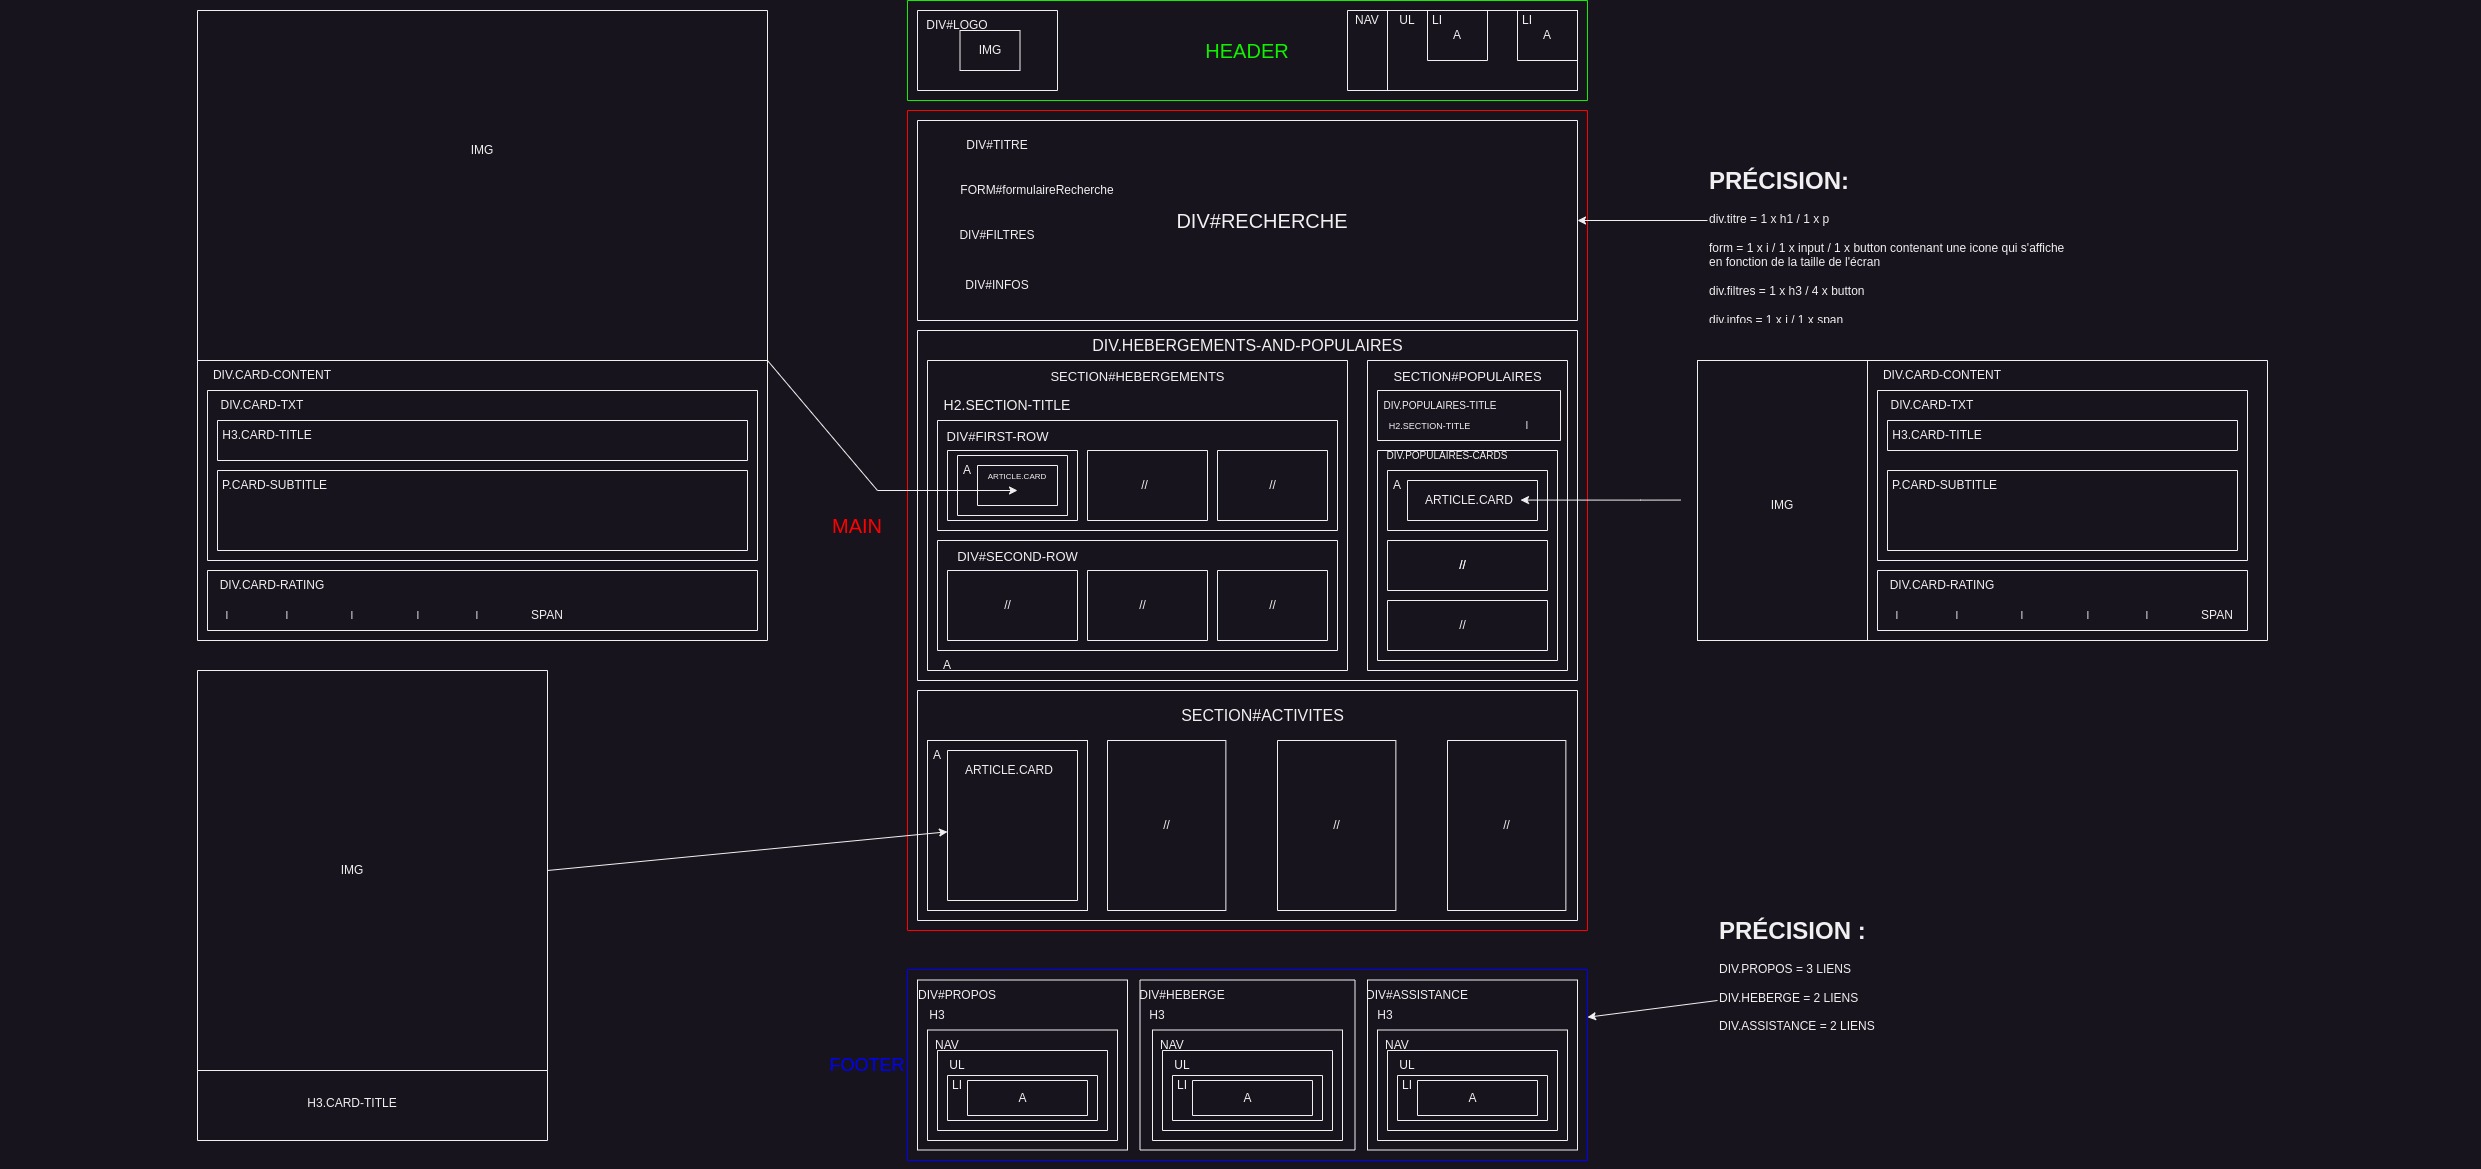 IMG
DIV.CARD-CONTENT
DIV.CARD-TXT
H3.CARD-TITLE
P.CARD-SUBTITLE
DIV.CARD-RATING
I I I I I SPAN
IMG
H3.CARD-TITLE
DIV#LOGO
IMG
HEADER
NAV UL LI LI
A A
MAIN
DIV#TITRE
FORM#formulaireRecherche
DIV#RECHERCHE
DIV#FILTRES
DIV#INFOS
DIV.HEBERGEMENTS-AND-POPULAIRES
SECTION#HEBERGEMENTS
H2.SECTION-TITLE
DIV#FIRST-ROW
A
ARTICLE.CARD
// //
DIV#SECOND-ROW
// // //
A
SECTION#POPULAIRES
DIV.POPULAIRES-TITLE
H2.SECTION-TITLE I
DIV.POPULAIRES-CARDS
A
ARTICLE.CARD
//
//
SECTION#ACTIVITES
A
ARTICLE.CARD
// // //
FOOTER
DIV#PROPOS
H3
NAV
UL
LI
A
DIV#HEBERGE
H3
NAV
UL
LI
A
DIV#ASSISTANCE
H3
NAV
UL
LI
A
PRÉCISION:
div.titre = 1 x h1 / 1 x p
form = 1 x i / 1 x input / 1 x button contenant une icone qui s'affiche
en fonction de la taille de l'écran
div.filtres = 1 x h3 / 4 x button
div.infos = 1 x i / 1 x span
IMG
DIV.CARD-CONTENT
DIV.CARD-TXT
H3.CARD-TITLE
P.CARD-SUBTITLE
DIV.CARD-RATING
I I I I I SPAN
PRÉCISION :
DIV.PROPOS = 3 LIENS
DIV.HEBERGE = 2 LIENS
DIV.ASSISTANCE = 2 LIENS